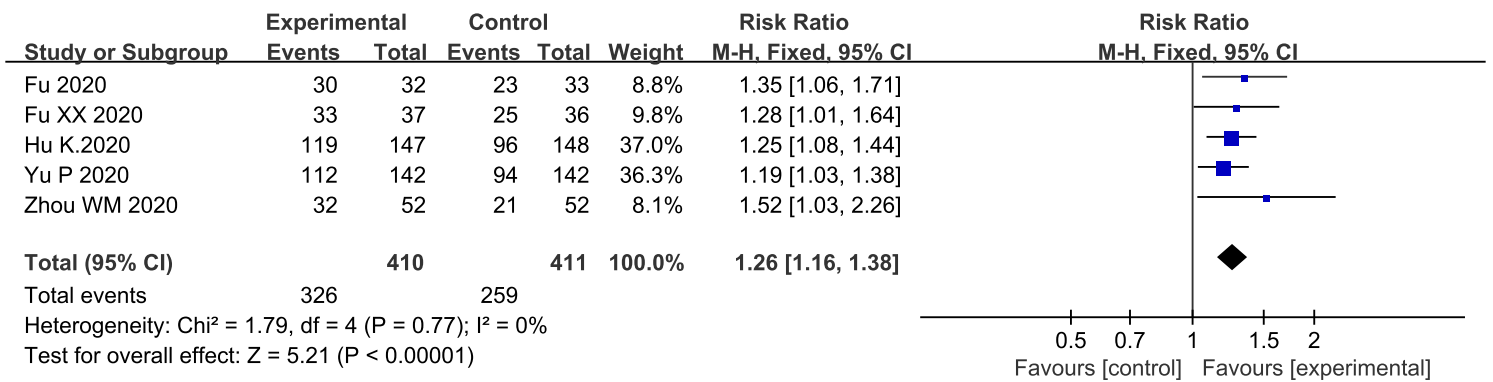 Experimental Control Risk Ratio Risk Ratio
Study or Subgroup Events Total Events Total Weight M-H, Fixed, 95% CI M-H, Fixed, 95% CI
Fu 2020 30 32 23 33 8.8% 1.35 [1.06, 1.71]
Fu XX 2020 33 37 25 36 9.8% 1.28 [1.01, 1.64]
Hu K.2020 119 147 96 148 37.0% 1.25 [1.08, 1.44]
Yu P 2020 112 142 94 142 36.3% 1.19 [1.03, 1.38]
Zhou WM 2020 32 52 21 52 8.1% 1.52 [1.03, 2.26]
Total (95% CI) 410 411 100.0% 1.26 [1.16, 1.38]
Total events 326 259
Heterogeneity: Chi² = 1.79, df = 4 (P = 0.77); I² = 0%
Test for overall effect: Z = 5.21 (P < 0.00001)
0.5 0.7 1 1.5 2
Favours [control] Favours [experimental]